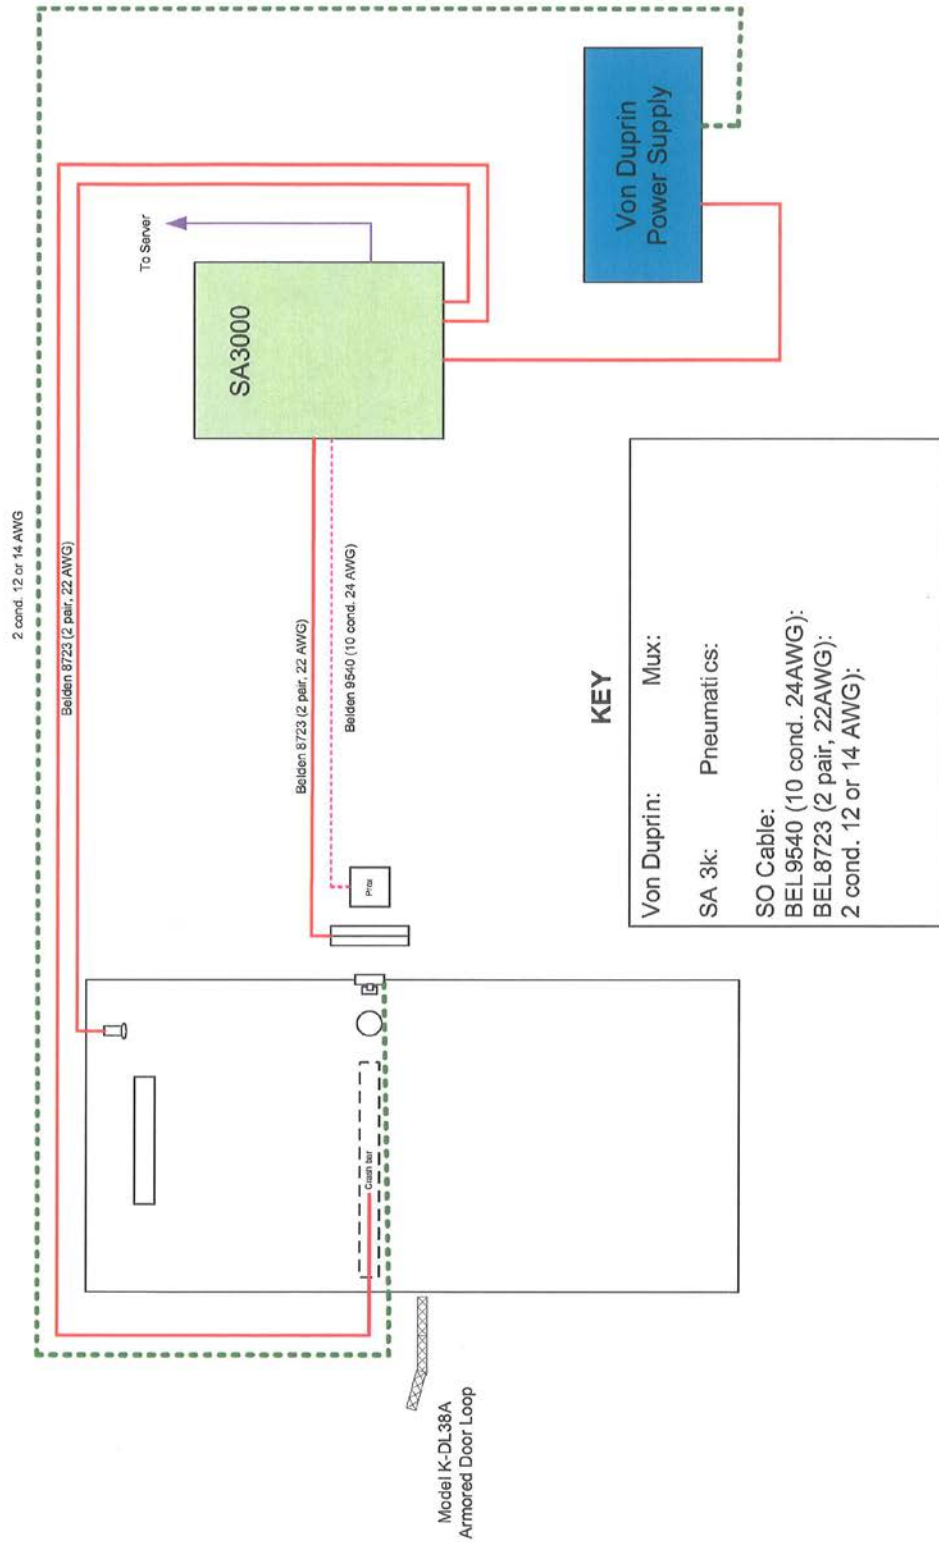 2 cond. 12 or 14 AWG
Belden 8723 (2 pair, 22 AWG)
To Server
SA3000
Von Duprin
Power Supply
Belden 8723 (2 pair, 22 AWG)
Belden 9540 (10 cond. 24 AWG)
Prox
Crash bar
Model K-DL38A
Armored Door Loop
KEY
Von Duprin: Mux:
SA 3k: Pneumatics:
SO Cable:
BEL9540 (10 cond. 24AWG):
BEL8723 (2 pair, 22AWG):
2 cond. 12 or 14 AWG):